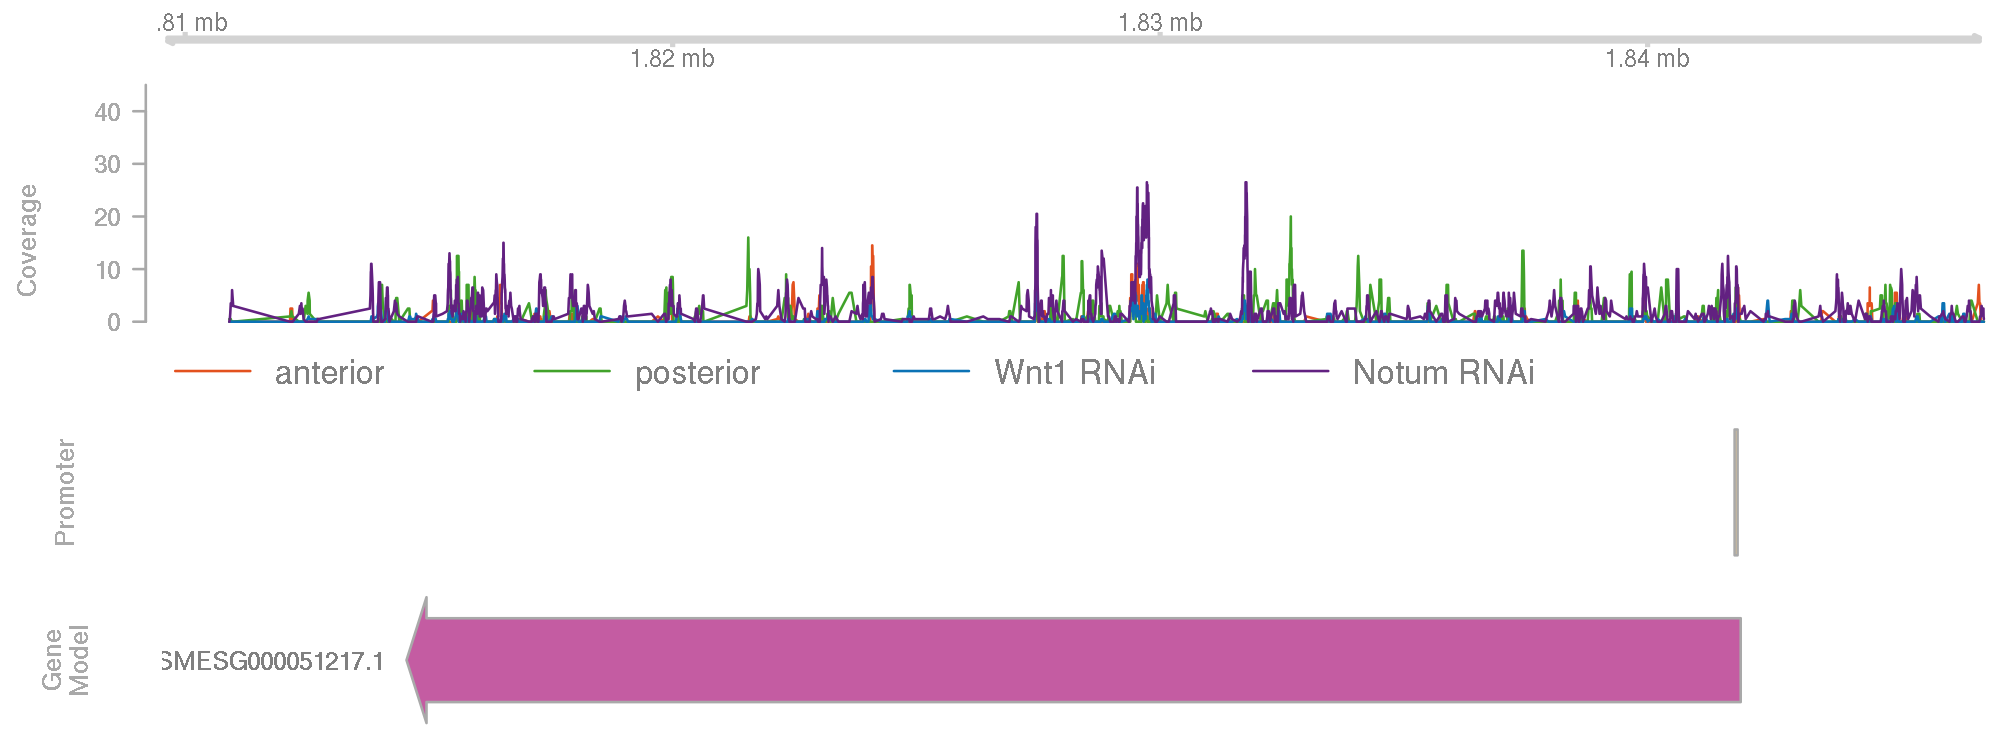 .81 mb
1.83 mb
1.82 mb
1.84 mb
Coverage
40
30
20
10
0
anterior posterior Wnt1 RNAi Notum RNAi
Promoter
Gene
Model
SMESG000051217.1